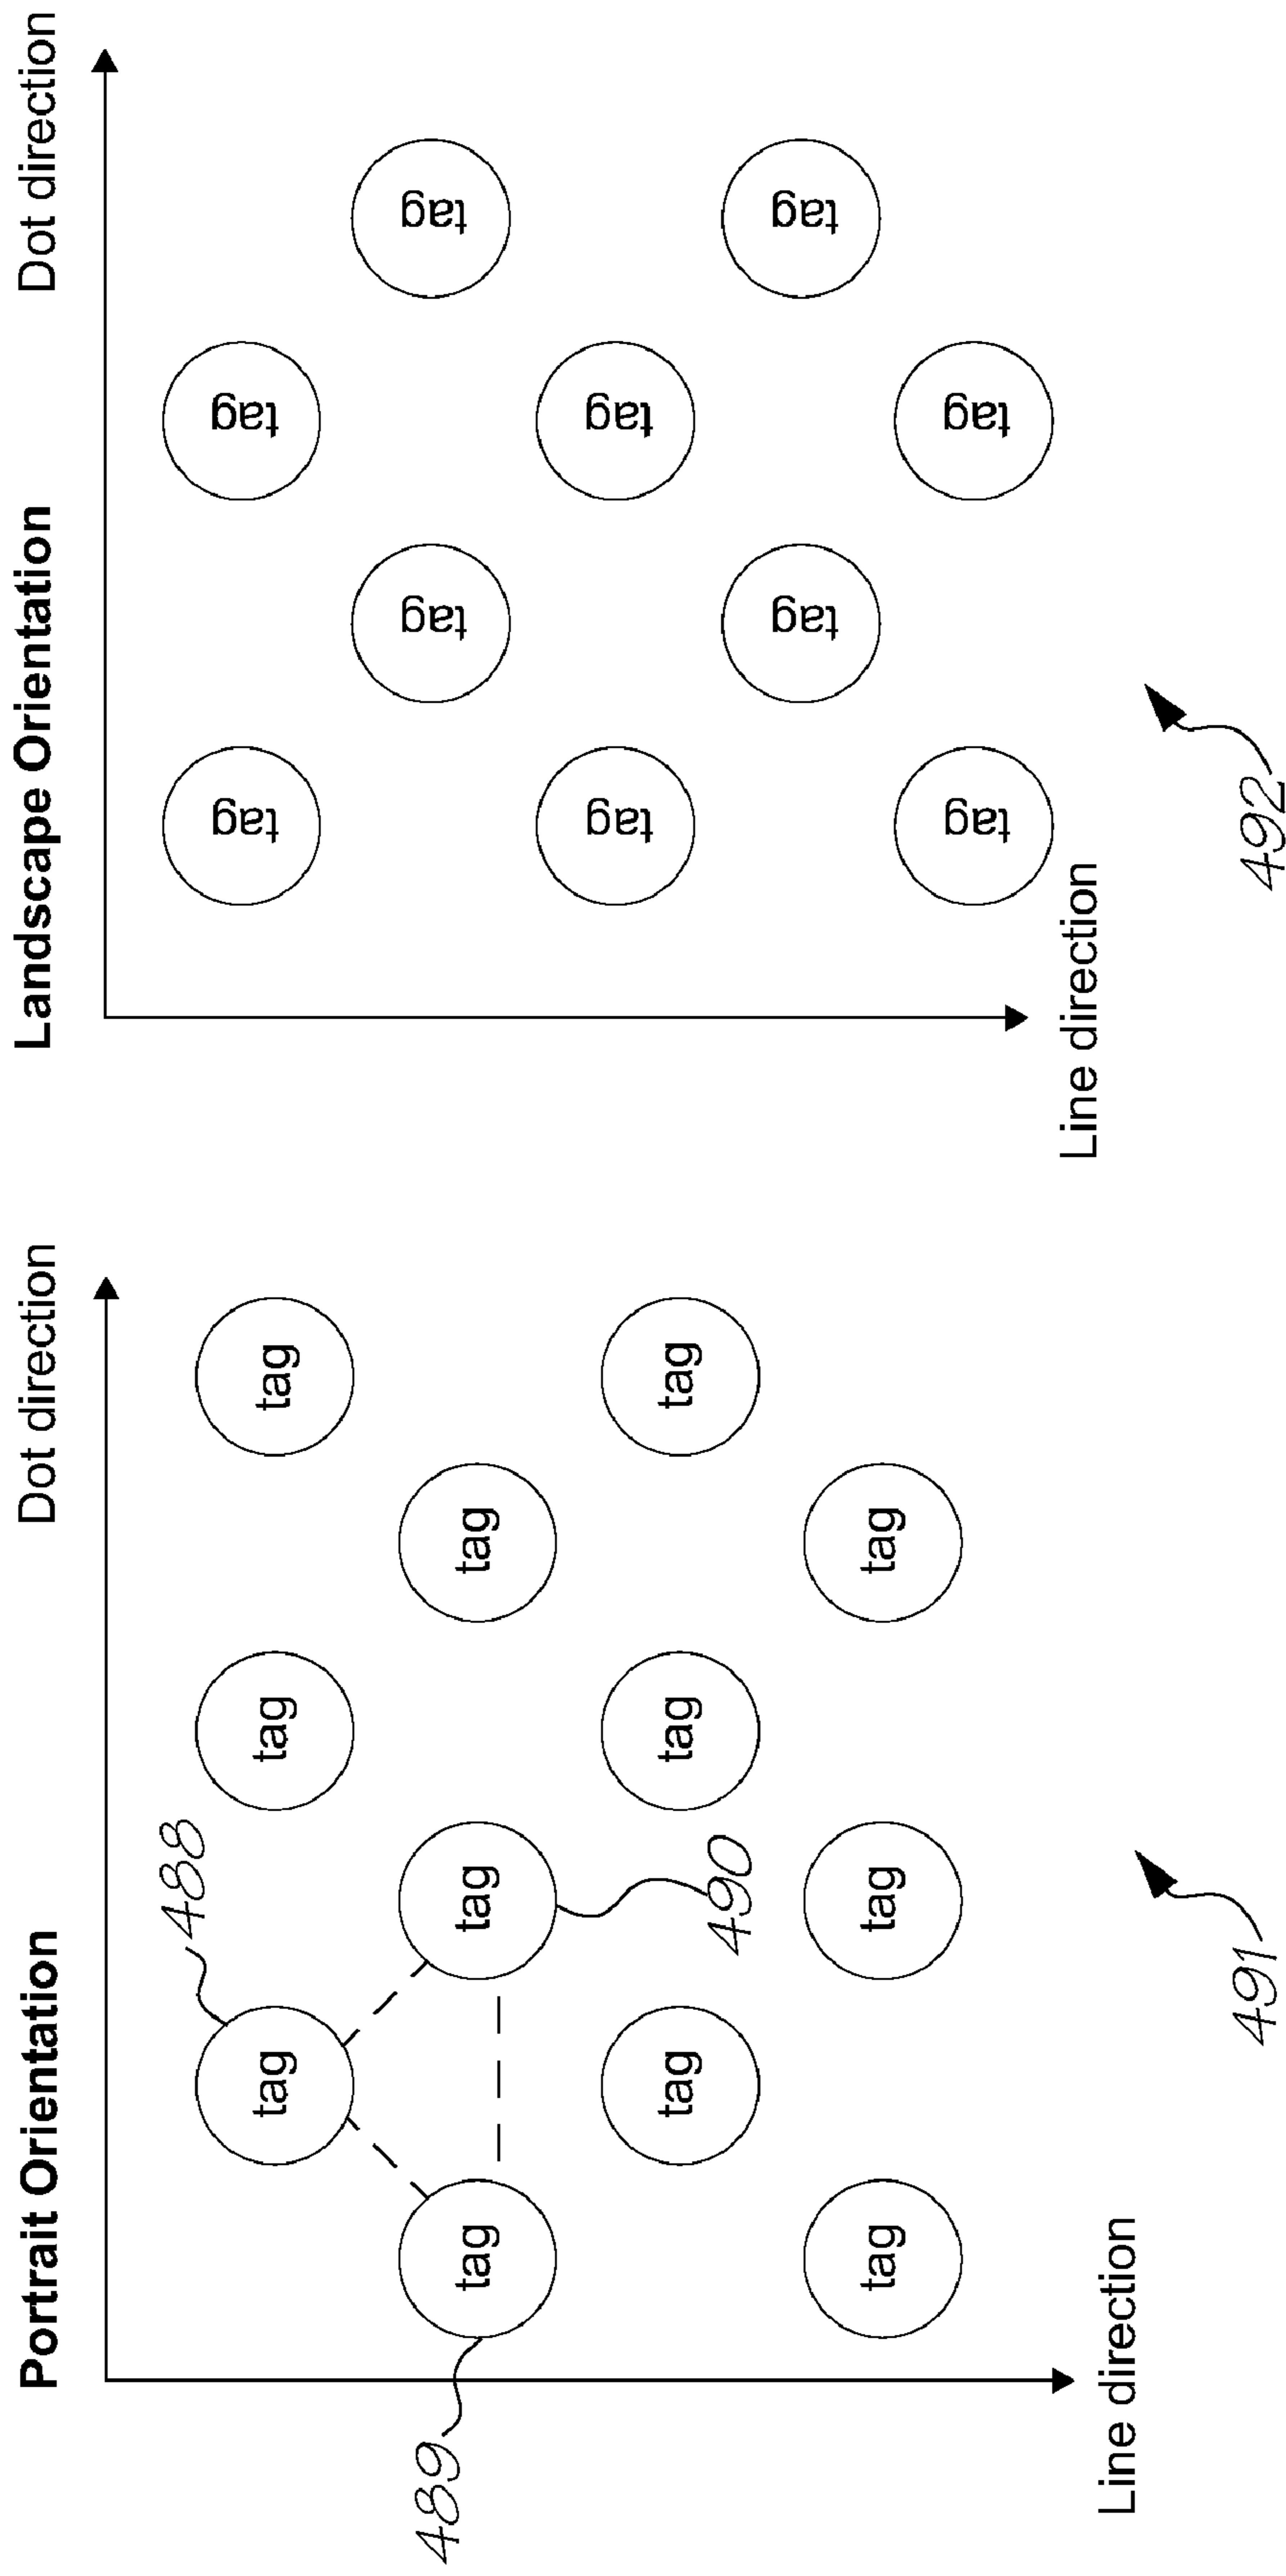 Portrait Orientation
Dot direction
488
tag
tag
tag
489
tag
tag
tag
490
tag
tag
tag
tag
tag
tag
Line direction
491
Landscape Orientation
Dot direction
tag
tag
tag
tag
tag
tag
tag
tag
tag
tag
Line direction
492